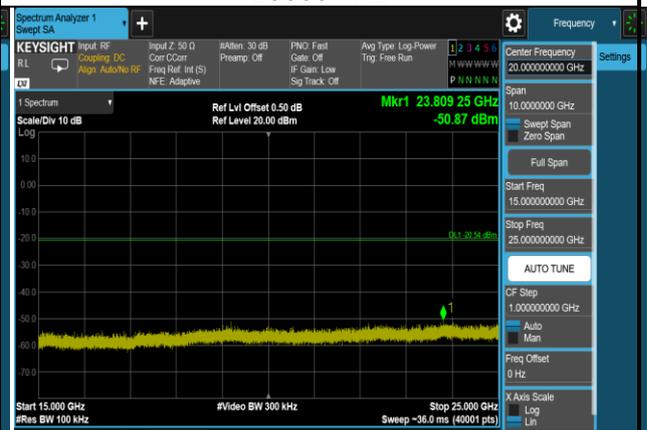 Spectrum Analyzer 1
Swept SA
+
Frequency
KEYSIGHT
RL
LXI
Input: RF
Coupling: DC
Align: Auto/No RF
Input Z: 50 Ω
Corr CCorr
Freq Ref: Int (S)
NFE: Adaptive
#Atten: 30 dB
Preamp: Off
PNO: Fast
Gate: Off
IF Gain: Low
Sig Track: Off
Avg Type: Log-Power
Trig: Free Run
1 2 3 4 5 6
M W W W W W
P N N N N N
1 Spectrum
Scale/Div 10 dB
Ref Lvl Offset 0.50 dB
Ref Level 20.00 dBm
Mkr1 23.809 25 GHz
-50.87 dBm
Log
10.0
0.00
-10.0
-20.0
-30.0
-40.0
-50.0
-60.0
-70.0
DL1 -20.54 dBm
1
Start 15.000 GHz
#Res BW 100 kHz
#Video BW 300 kHz
Stop 25.000 GHz
Sweep ~36.0 ms (40001 pts)
Center Frequency
20.000000000 GHz
Settings
Span
10.0000000 GHz
Swept Span
Zero Span
Full Span
Start Freq
15.000000000 GHz
Stop Freq
25.000000000 GHz
AUTO TUNE
CF Step
1.000000000 GHz
Auto
Man
Freq Offset
0 Hz
X Axis Scale
Log
Lin